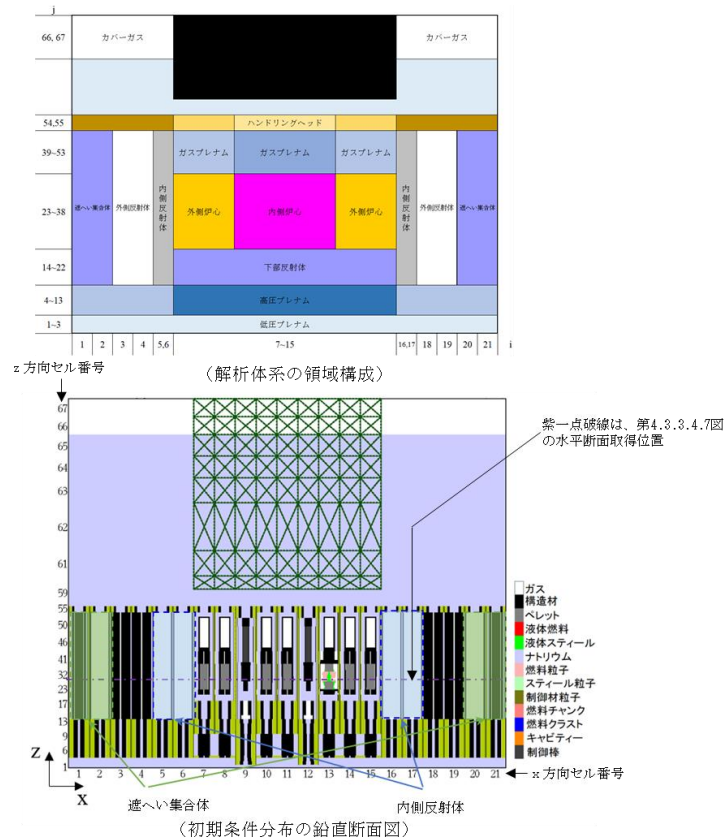 j
66, 67
カバーガス
カバーガス
54,55
ハンドリングヘッド
39~53
ガスプレナム
ガスプレナム
ガスプレナム
23~38
遮へい集合体
外側反射体
内側反射体
外側炉心
内側炉心
外側炉心
内側反射体
外側反射体
遮へい集合体
14~22
下部反射体
4~13
高圧プレナム
1~3
低圧プレナム
1 2 3 4 5,6 7~15 16,17 18 19 20 21 i
（解析体系の領域構成）
z 方向セル番号
67
66
65
64
63
62
61
59
55
50
46
41
32
23
17
13
9
6
1
紫一点破線は、第4.3.3.4.7図
の水平断面取得位置
ガス
構造材
ペレット
液体燃料
液体スティール
ナトリウム
燃料粒子
スティール粒子
制御材粒子
燃料チャンク
燃料クラスト
キャビティー
制御棒
Z
X
1 2 3 4 5 6 7 8 9 10 11 12 13 14 15 16 17 18 19 20 21
x 方向セル番号
遮へい集合体
内側反射体
（初期条件分布の鉛直断面図）